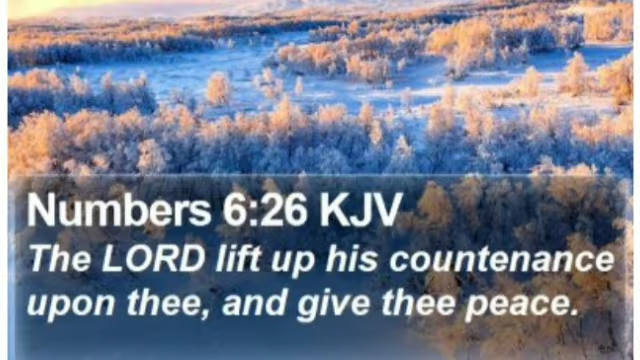 Numbers 6:26 KJV
The LORD lift up his countenance
upon thee, and give thee peace.